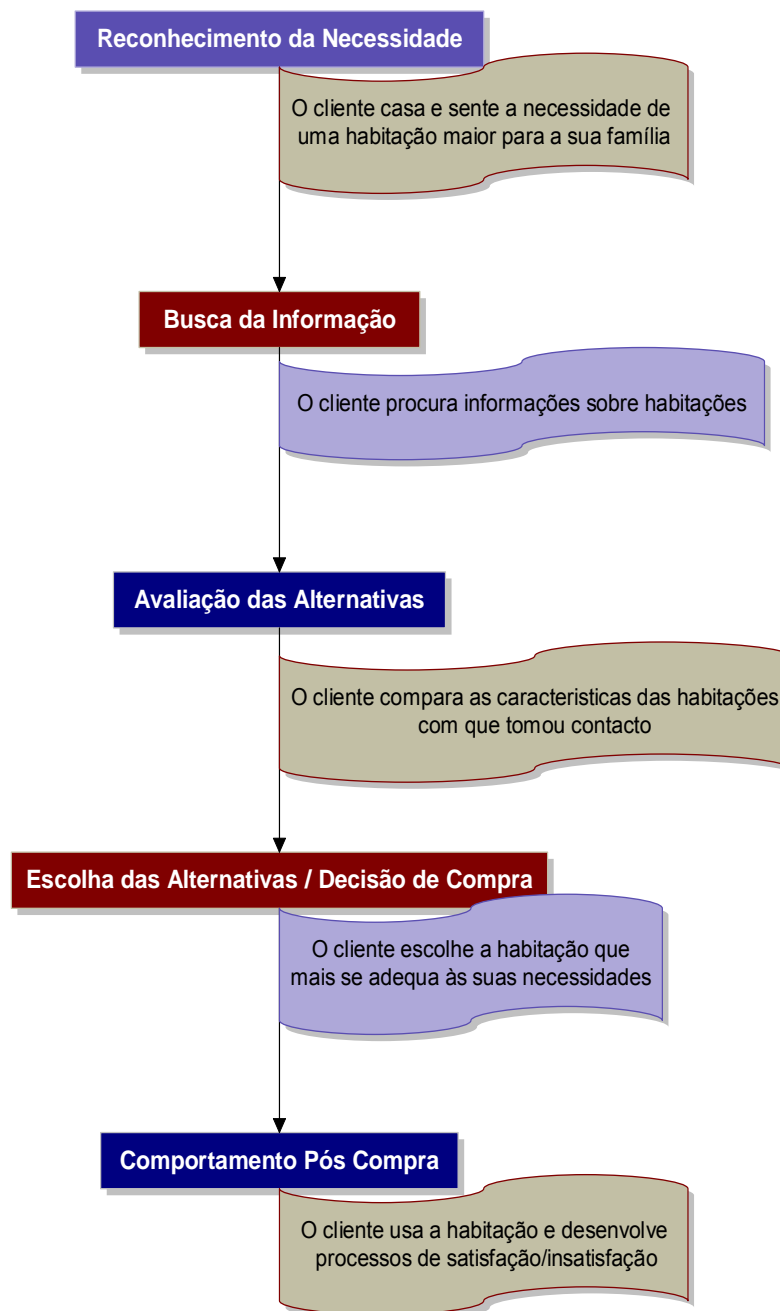 Reconhecimento da Necessidade
O cliente casa e sente a necessidade de
uma habitação maior para a sua família
Busca da Informação
O cliente procura informações sobre habitações
Avaliação das Alternativas
O cliente compara as caracteristicas das habitações
com que tomou contacto
Escolha das Alternativas / Decisão de Compra
O cliente escolhe a habitação que
mais se adequa às suas necessidades
Comportamento Pós Compra
O cliente usa a habitação e desenvolve
processos de satisfação/insatisfação